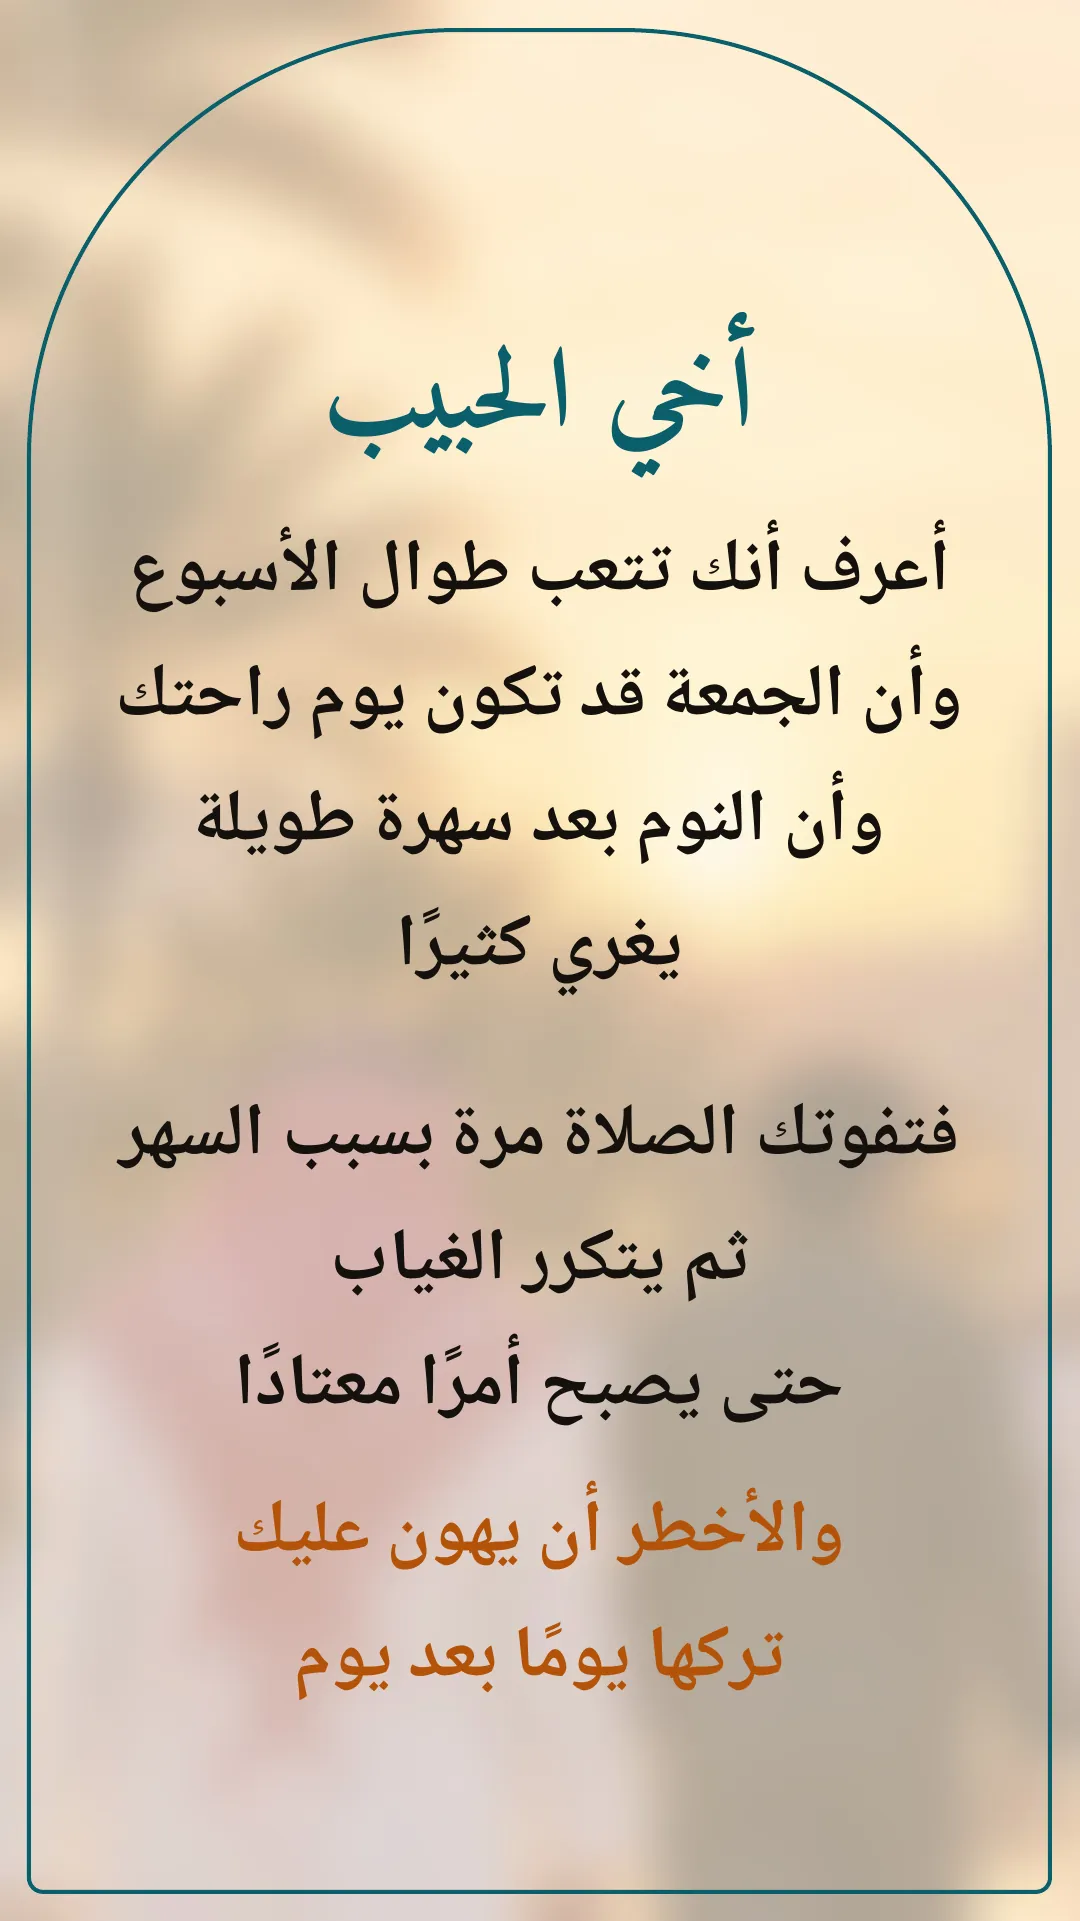 أخي الحبيب
أعرف أنك تتعب طوال الأسبوع
وأن الجمعة قد تكون يوم راحتك
وأن النوم بعد سهرة طويلة
يغري كثيرًا
فتفوتك الصلاة مرة بسبب السهر
ثم يتكرر الغياب
حتى يصبح أمرًا معتادًا
والأخطر أن يهون عليك
تركها يومًا بعد يوم